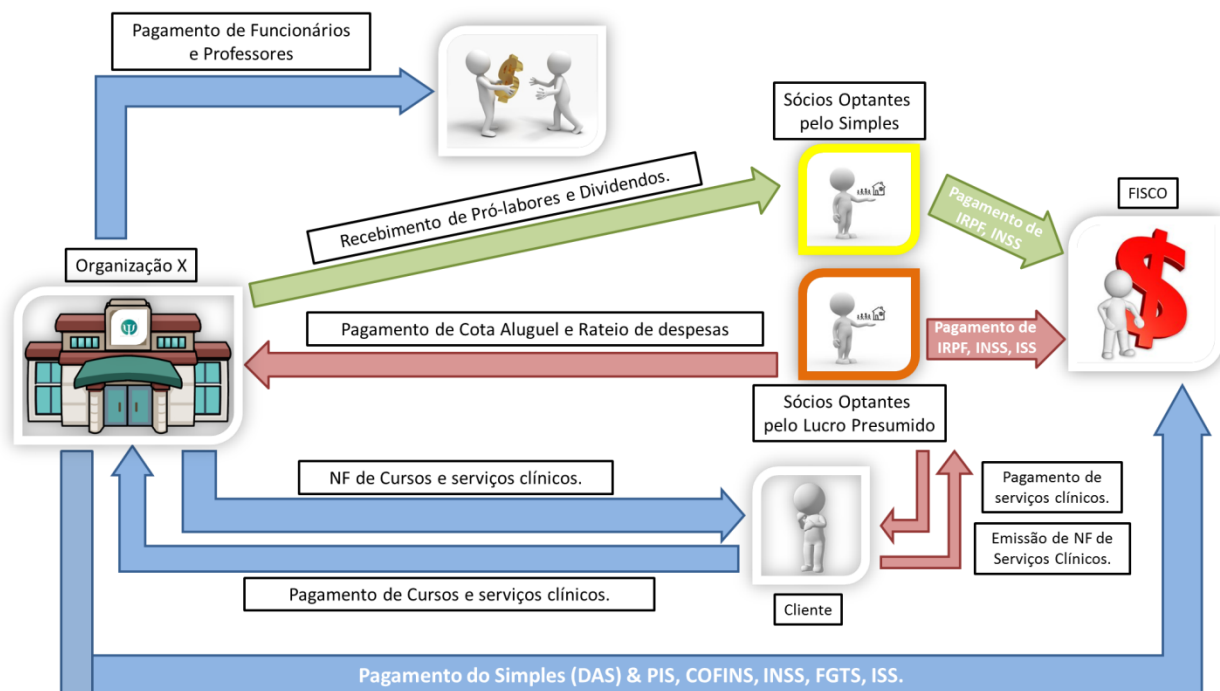 Pagamento de Funcionários
e Professores
Sócios Optantes
pelo Simples
FISCO
Recebimento de Pró-labores e Dividendos.
Pagamento de
IRPF, INSS
Organização X
Pagamento de Cota Aluguel e Rateio de despesas
Pagamento de
IRPF, INSS, ISS
Sócios Optantes
pelo Lucro Presumido
NF de Cursos e serviços clínicos.
Pagamento de
serviços clínicos.
Emissão de NF de
Serviços Clínicos.
Pagamento de Cursos e serviços clínicos.
Cliente
Pagamento do Simples (DAS) & PIS, COFINS, INSS, FGTS, ISS.